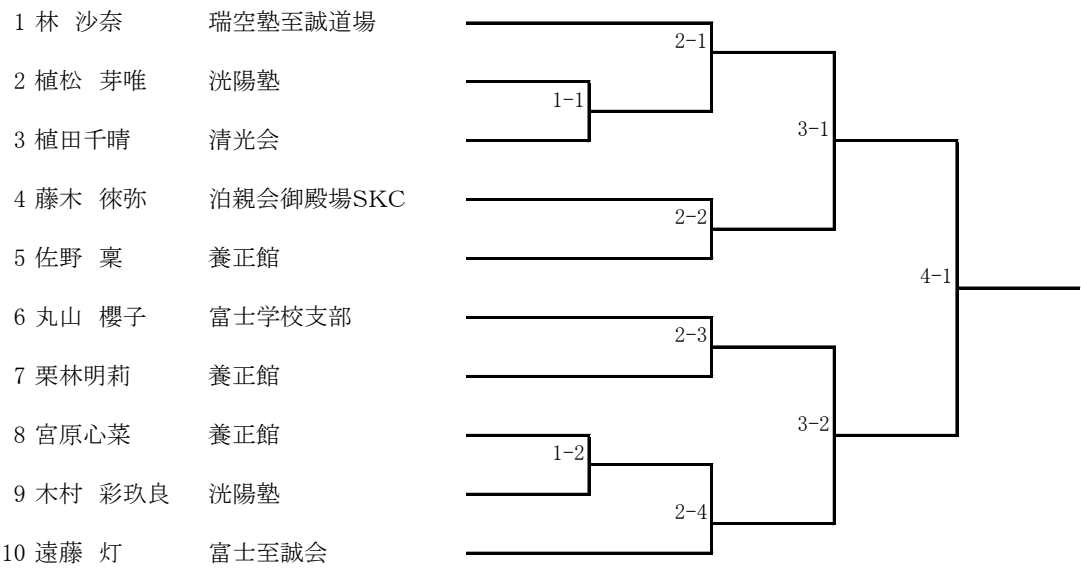 1 林 沙奈 瑞空塾至誠道場
2-1
2 植松 芽唯 洸陽塾
1-1
3 植田千晴 清光会
3-1
4 藤木 徠弥 泊親会御殿場SKC
2-2
5 佐野 稟 養正館
4-1
6 丸山 櫻子 富士学校支部
2-3
7 栗林明莉 養正館
3-2
8 宮原心菜 養正館
1-2
9 木村 彩玖良 洸陽塾
2-4
10 遠藤 灯 富士至誠会